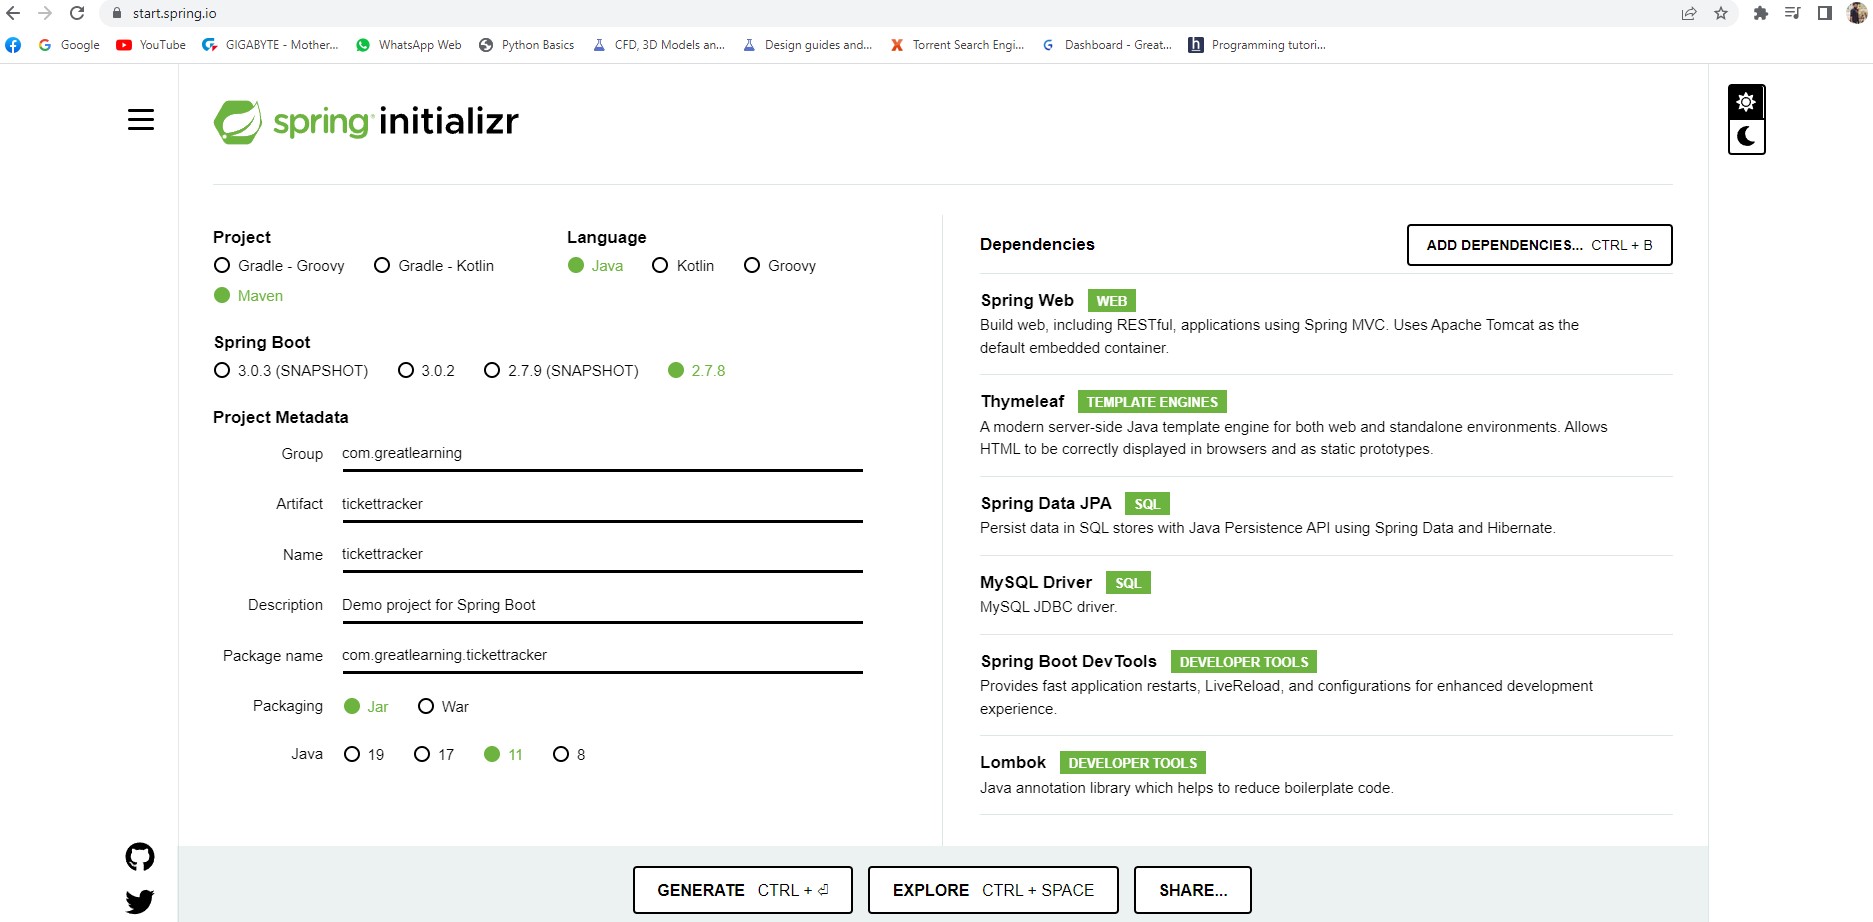 start.spring.io
Google
YouTube
GIGABYTE - Mother...
WhatsApp Web
Python Basics
CFD, 3D Models an...
Design guides and...
Torrent Search Engi...
Dashboard - Great...
Programming tutori...
spring initializr
Project
Gradle - Groovy
Gradle - Kotlin
Maven
Language
Java
Kotlin
Groovy
Spring Boot
3.0.3 (SNAPSHOT)
3.0.2
2.7.9 (SNAPSHOT)
2.7.8
Project Metadata
Group com.greatlearning
Artifact tickettracker
Name tickettracker
Description Demo project for Spring Boot
Package name com.greatlearning.tickettracker
Packaging Jar War
Java 19 17 11 8
Dependencies
ADD DEPENDENCIES... CTRL + B
Spring Web WEB
Build web, including RESTful, applications using Spring MVC. Uses Apache Tomcat as the
default embedded container.
Thymeleaf TEMPLATE ENGINES
A modern server-side Java template engine for both web and standalone environments. Allows
HTML to be correctly displayed in browsers and as static prototypes.
Spring Data JPA SQL
Persist data in SQL stores with Java Persistence API using Spring Data and Hibernate.
MySQL Driver SQL
MySQL JDBC driver.
Spring Boot DevTools DEVELOPER TOOLS
Provides fast application restarts, LiveReload, and configurations for enhanced development
experience.
Lombok DEVELOPER TOOLS
Java annotation library which helps to reduce boilerplate code.
GENERATE CTRL + ⏎
EXPLORE CTRL + SPACE
SHARE...